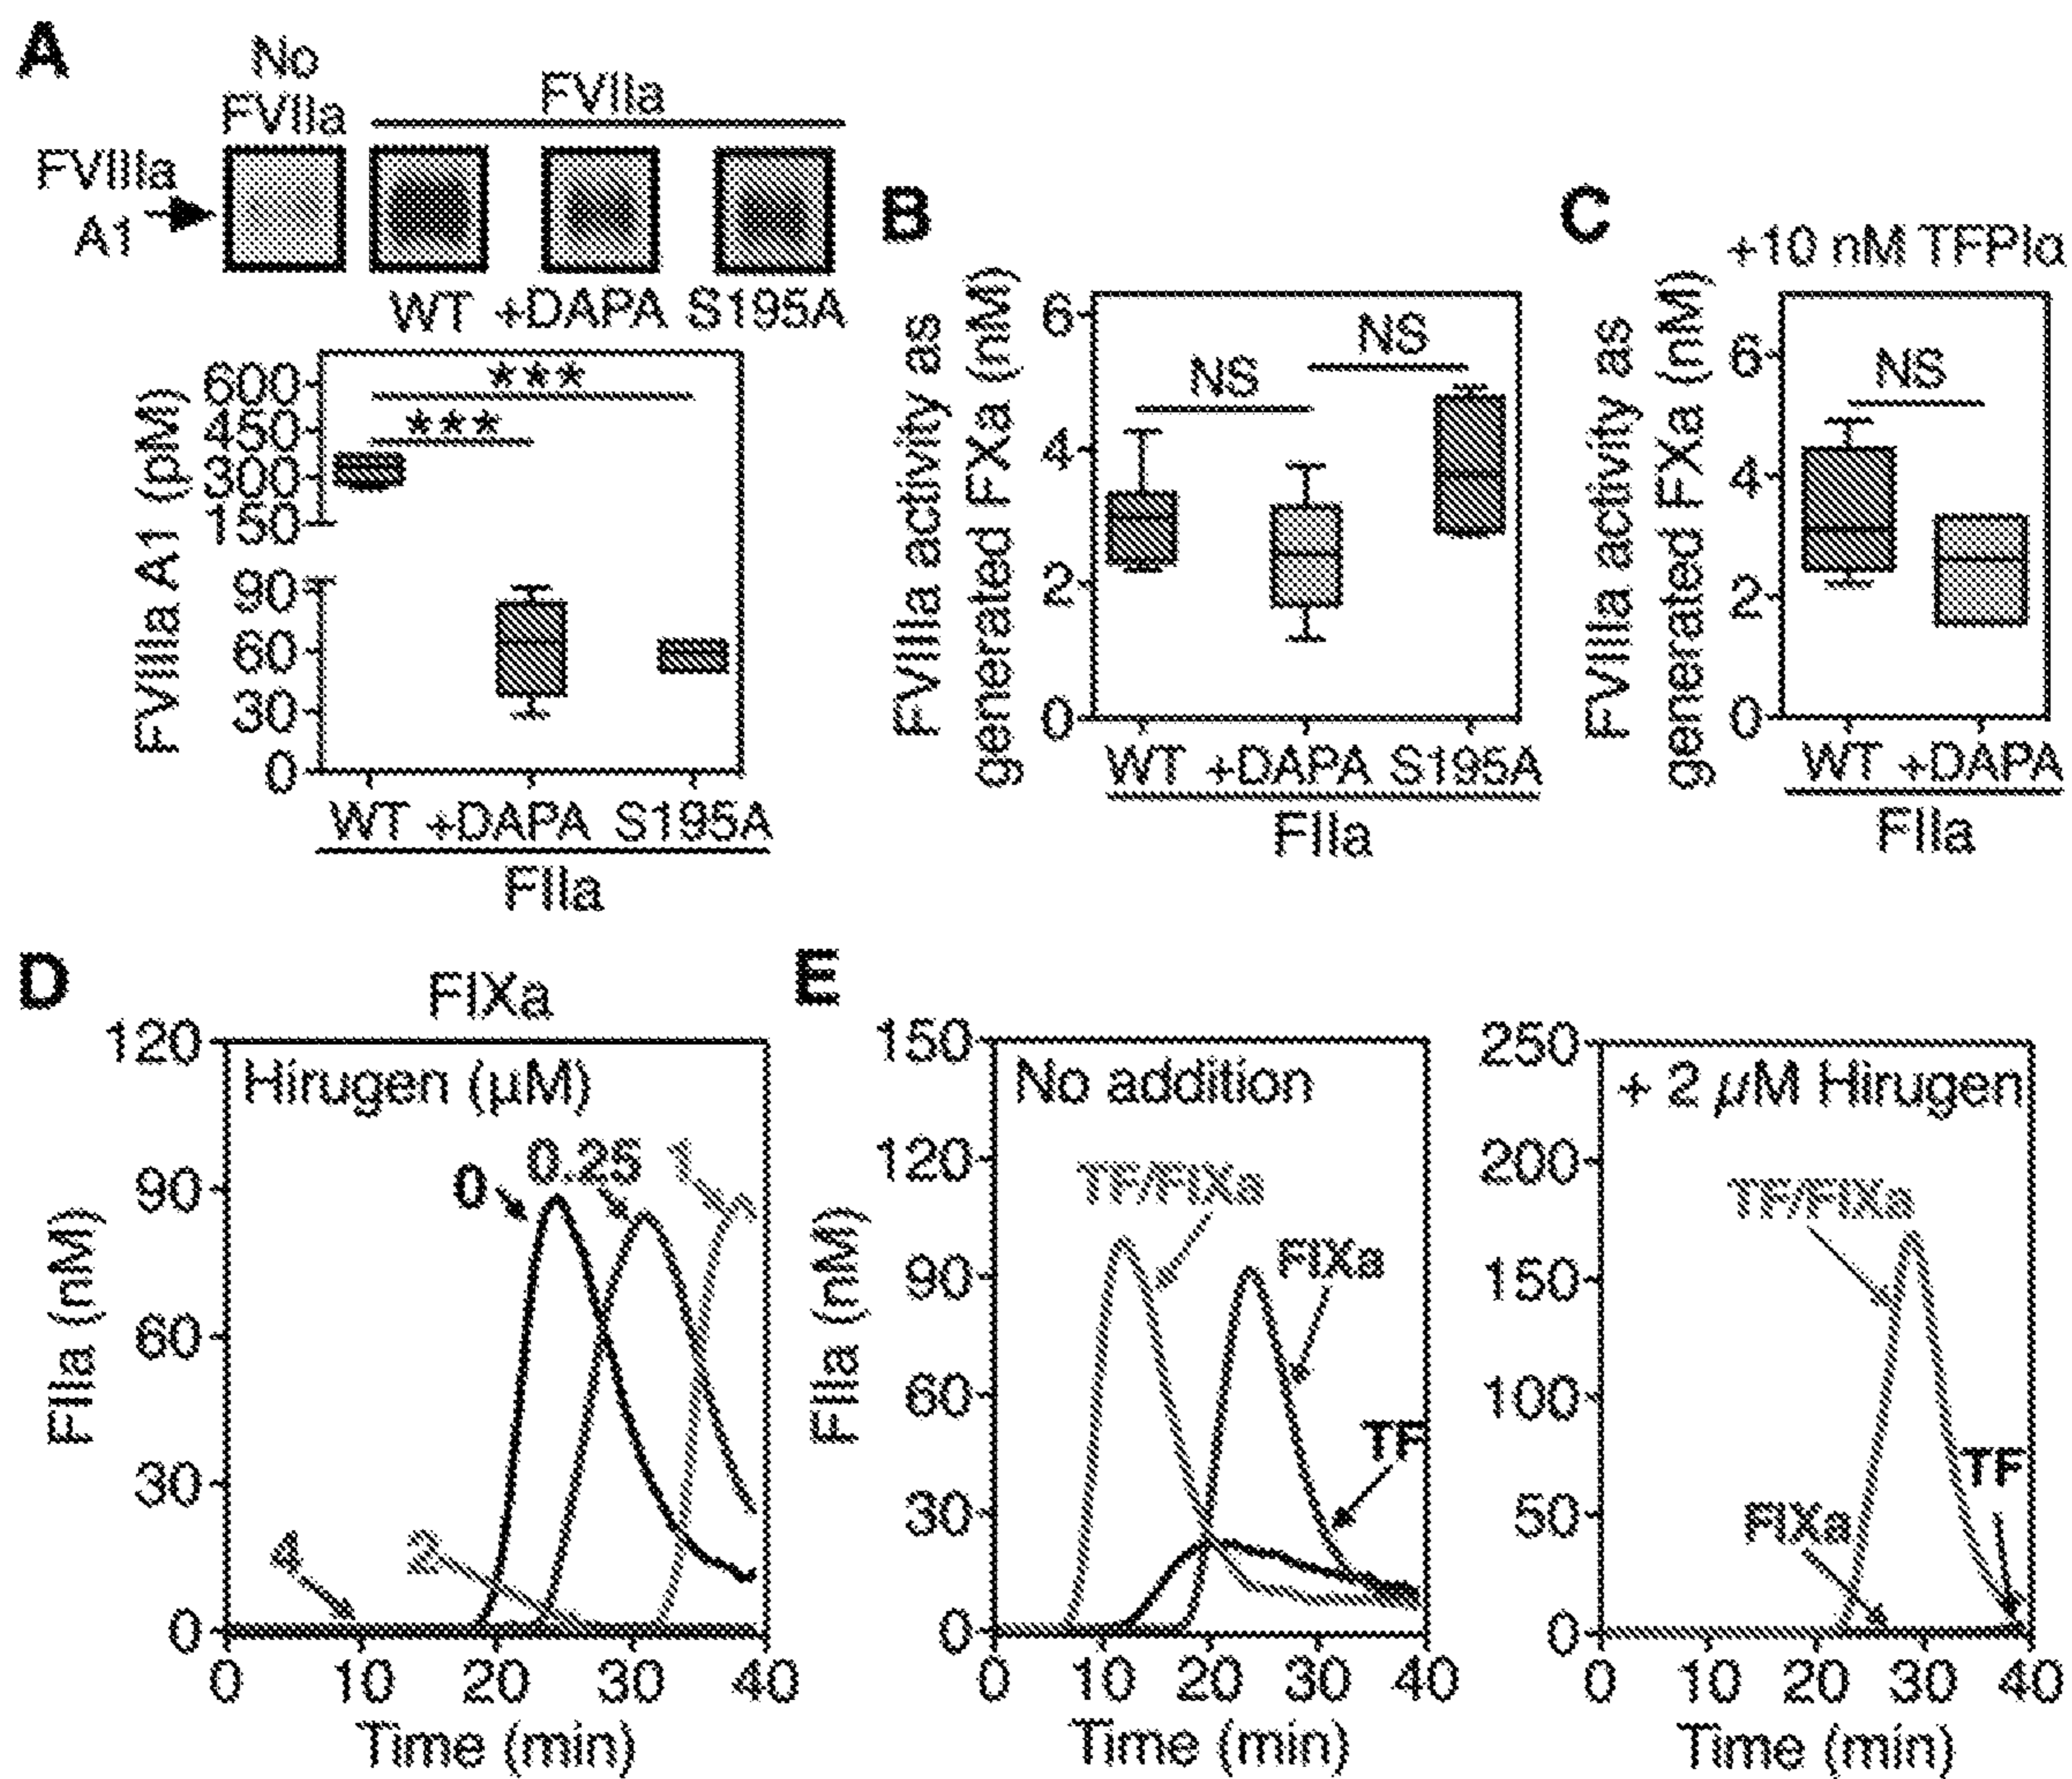 A
No
FVIIa
FVIIa
FVIIIa
A1
WT +DAPA S195A
FVIIIa A1 (pM)
600
450
300
150
90
60
30
0
***
***
WT +DAPA S195A
FIIa
B
FVIIIa activity as
generated FXa (nM)
6
4
2
0
NS
NS
WT +DAPA S195A
FIIa
C
+10 nM TFPIα
FVIIIa activity as
generated FXa (nM)
6
4
2
0
NS
WT +DAPA
FIIa
D
FIXa
FIIa (nM)
120
90
60
30
0
Hirugen (μM)
0 0.25 1
4 2
0 10 20 30 40
Time (min)
E
FIIa (nM)
150
120
90
60
30
0
No addition
TF/FIXa
FIXa
TF
0 10 20 30 40
Time (min)
250
200
150
100
50
0
+ 2 μM Hirugen
TF/FIXa
TF
FIXa
0 10 20 30 40
Time (min)